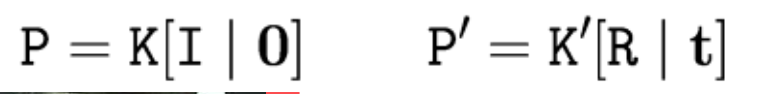 P = K[I | 0]    P′ = K′[R | t]